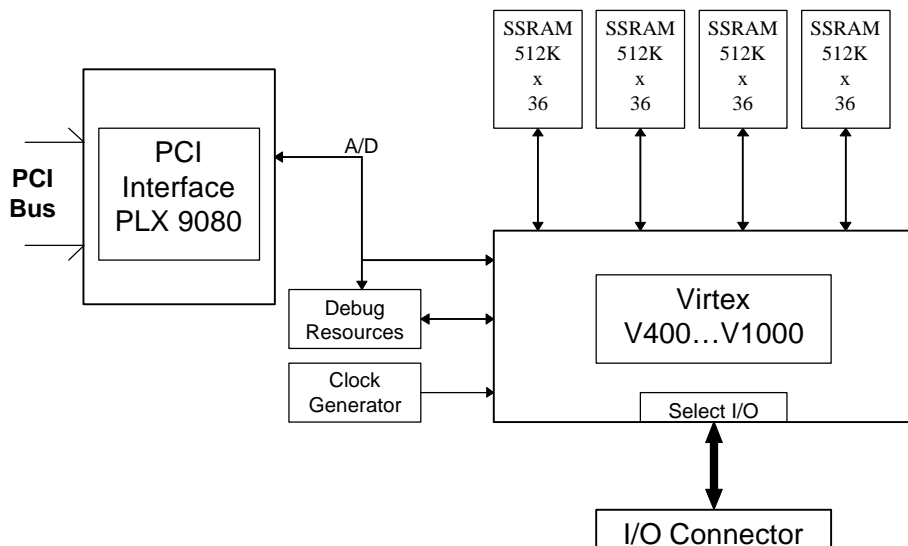 SSRAM
512K
x
36
SSRAM
512K
x
36
SSRAM
512K
x
36
SSRAM
512K
x
36
PCI
Bus
PCI
Interface
PLX 9080
A/D
Debug
Resources
Clock
Generator
Virtex
V400…V1000
Select I/O
I/O Connector